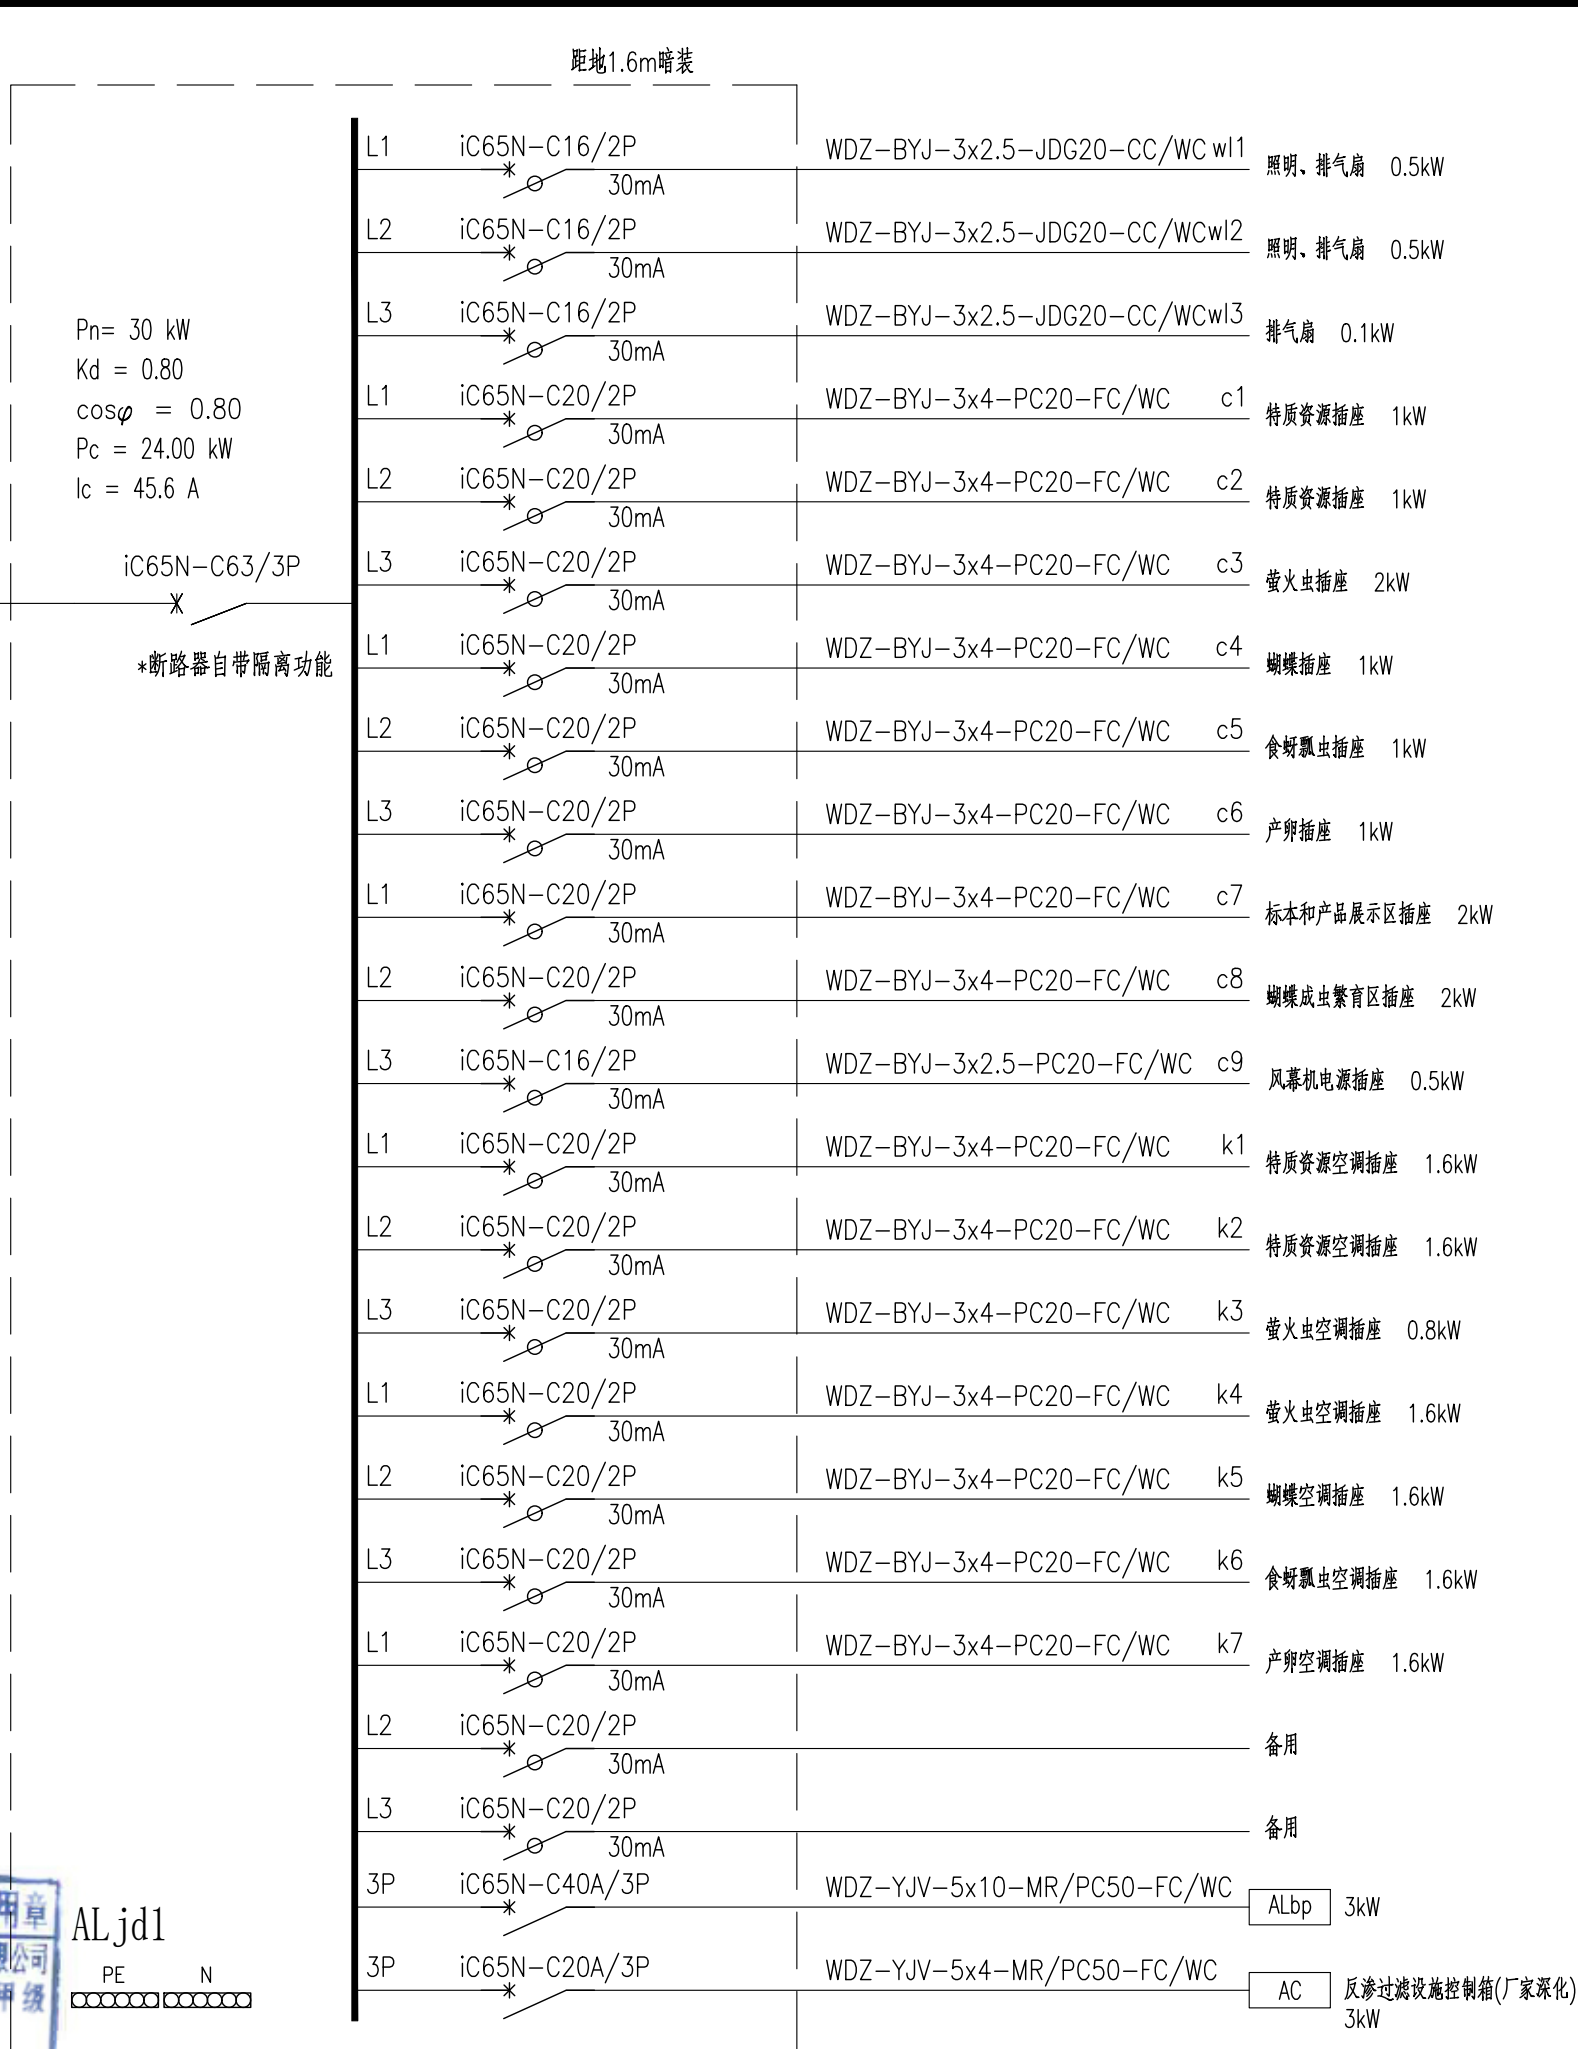 距地1.6m暗装
L1 iC65N-C16/2P 30mA WDZ-BYJ-3x2.5-JDG20-CC/WC wl1 照明、排气扇 0.5kW
L2 iC65N-C16/2P 30mA WDZ-BYJ-3x2.5-JDG20-CC/WC wl2 照明、排气扇 0.5kW
L3 iC65N-C16/2P 30mA WDZ-BYJ-3x2.5-JDG20-CC/WC wl3 排气扇 0.1kW
Pn= 30 kW
Kd = 0.80
cosφ = 0.80
Pc = 24.00 kW
Ic = 45.6 A
iC65N-C63/3P
*断路器自带隔离功能
L1 iC65N-C20/2P 30mA WDZ-BYJ-3x4-PC20-FC/WC c1 特质资源插座 1kW
L2 iC65N-C20/2P 30mA WDZ-BYJ-3x4-PC20-FC/WC c2 特质资源插座 1kW
L3 iC65N-C20/2P 30mA WDZ-BYJ-3x4-PC20-FC/WC c3 萤火虫插座 2kW
L1 iC65N-C20/2P 30mA WDZ-BYJ-3x4-PC20-FC/WC c4 蝴蝶插座 1kW
L2 iC65N-C20/2P 30mA WDZ-BYJ-3x4-PC20-FC/WC c5 食蚜瓢虫插座 1kW
L3 iC65N-C20/2P 30mA WDZ-BYJ-3x4-PC20-FC/WC c6 产卵插座 1kW
L1 iC65N-C20/2P 30mA WDZ-BYJ-3x4-PC20-FC/WC c7 标本和产品展示区插座 2kW
L2 iC65N-C20/2P 30mA WDZ-BYJ-3x4-PC20-FC/WC c8 蝴蝶成虫繁育区插座 2kW
L3 iC65N-C16/2P 30mA WDZ-BYJ-3x2.5-PC20-FC/WC c9 风幕机电源插座 0.5kW
L1 iC65N-C20/2P 30mA WDZ-BYJ-3x4-PC20-FC/WC k1 特质资源空调插座 1.6kW
L2 iC65N-C20/2P 30mA WDZ-BYJ-3x4-PC20-FC/WC k2 特质资源空调插座 1.6kW
L3 iC65N-C20/2P 30mA WDZ-BYJ-3x4-PC20-FC/WC k3 萤火虫空调插座 0.8kW
L1 iC65N-C20/2P 30mA WDZ-BYJ-3x4-PC20-FC/WC k4 萤火虫空调插座 1.6kW
L2 iC65N-C20/2P 30mA WDZ-BYJ-3x4-PC20-FC/WC k5 蝴蝶空调插座 1.6kW
L3 iC65N-C20/2P 30mA WDZ-BYJ-3x4-PC20-FC/WC k6 食蚜瓢虫空调插座 1.6kW
L1 iC65N-C20/2P 30mA WDZ-BYJ-3x4-PC20-FC/WC k7 产卵空调插座 1.6kW
L2 iC65N-C20/2P 30mA 备用
L3 iC65N-C20/2P 30mA 备用
3P iC65N-C40A/3P WDZ-YJV-5x10-MR/PC50-FC/WC ALbp 3kW
3P iC65N-C20A/3P WDZ-YJV-5x4-MR/PC50-FC/WC AC 反渗过滤设施控制箱(厂家深化)
3kW
ALjd1
PE N
用章
公司
甲级